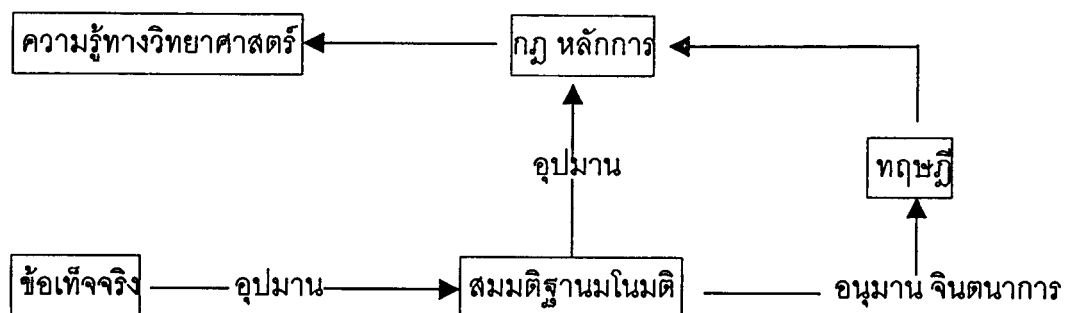 ความรู้ทางวิทยาศาสตร์
กฎ หลักการ
อุปมาน
ทฤษฎี
ข้อเท็จจริง
อุปมาน
สมมติฐานมโนมติ
อนุมาน จินตนาการ